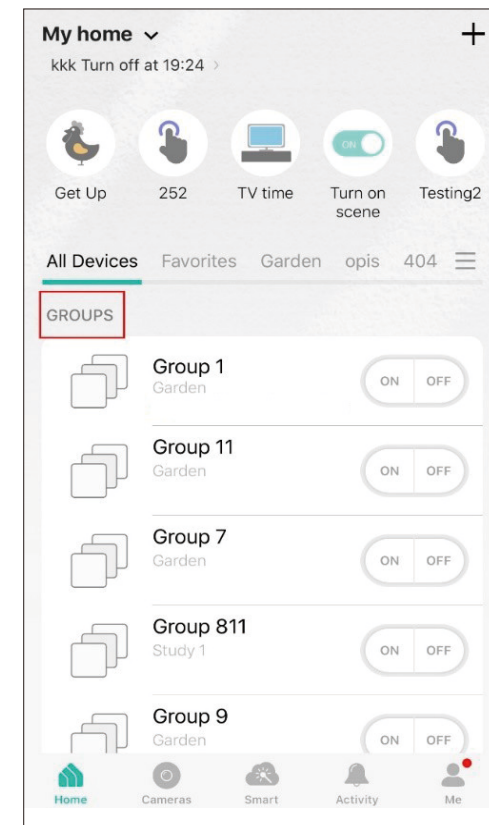 My home
kkk Turn off at 19:24
Get Up
252
TV time
ON
Turn on
scene
Testing2
All Devices Favorites Garden opis 404
GROUPS
Group 1
Garden
ON OFF
Group 11
Garden
ON OFF
Group 7
Garden
ON OFF
Group 811
Study 1
ON OFF
Group 9
Garden
ON OFF
Home Cameras Smart Activity Me